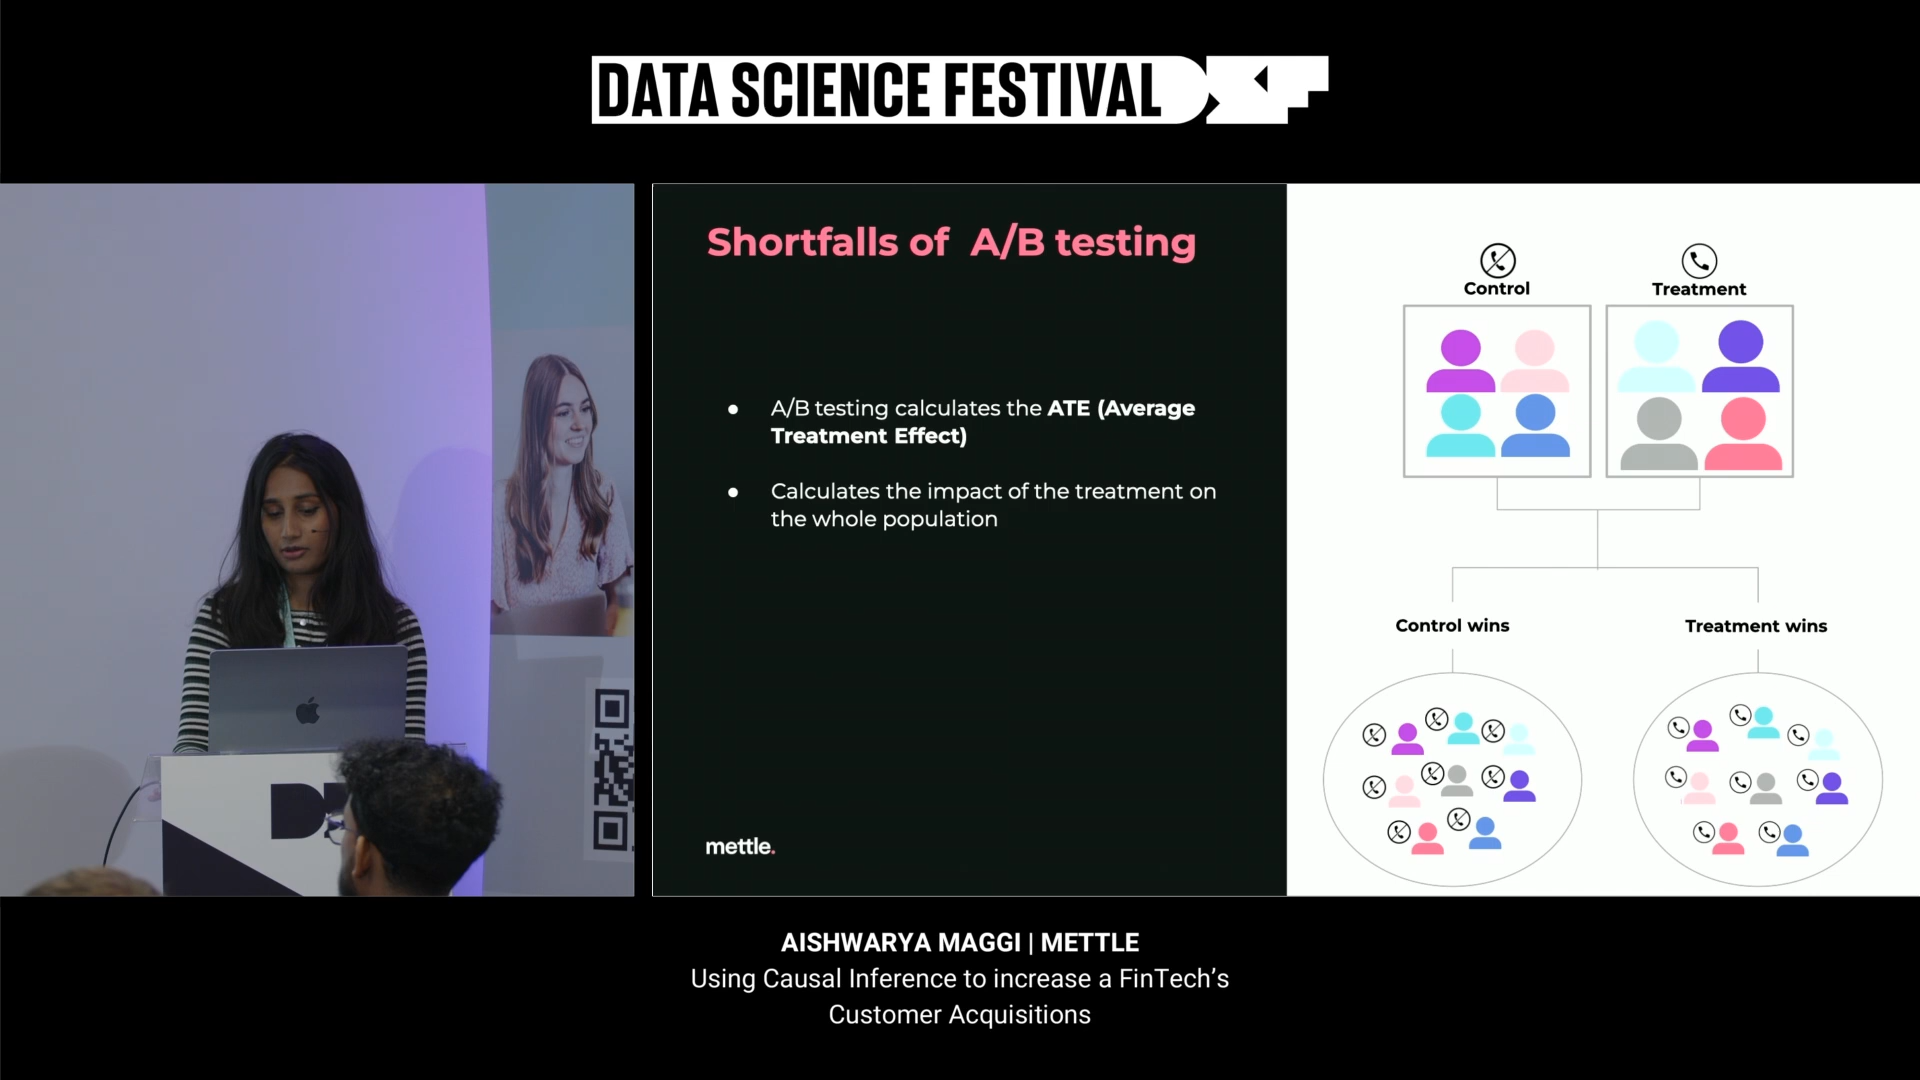 DATA SCIENCE FESTIVAL
Shortfalls of A/B testing
A/B testing calculates the ATE (Average
Treatment Effect)
Calculates the impact of the treatment on
the whole population
mettle.
Control
Treatment
Control wins
Treatment wins
AISHWARYA MAGGI | METTLE
Using Causal Inference to increase a FinTech’s
Customer Acquisitions